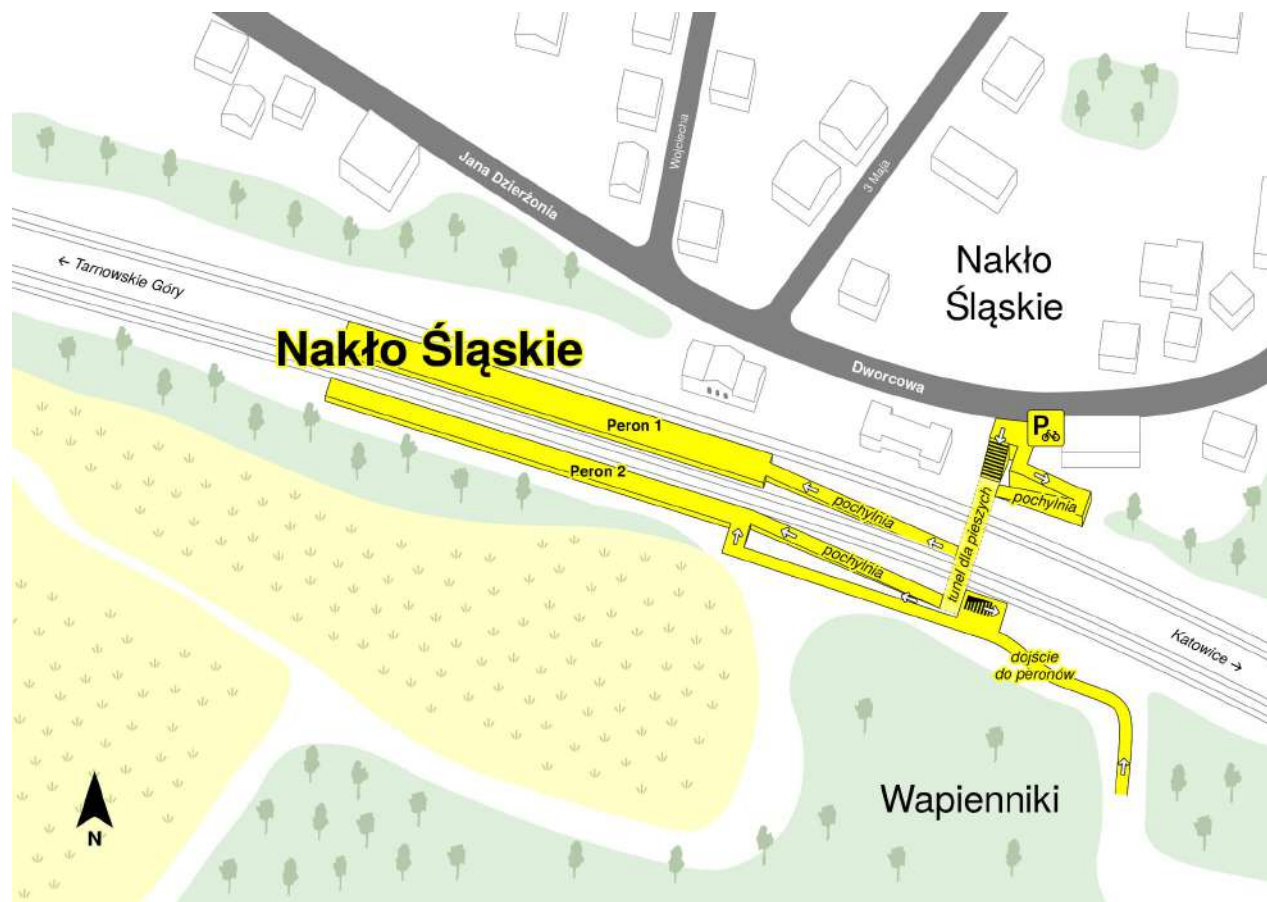 Jana Dzierżonia
Wojciecha
3 Maja
Nakło
Śląskie
← Tarnowskie Góry
Nakło Śląskie
Dworcowa
Peron 1
P
Peron 2
pochylnia
pochylnia
tunel dla pieszych
pochylnia
Katowice →
dojście
do peronów
Wapienniki
N